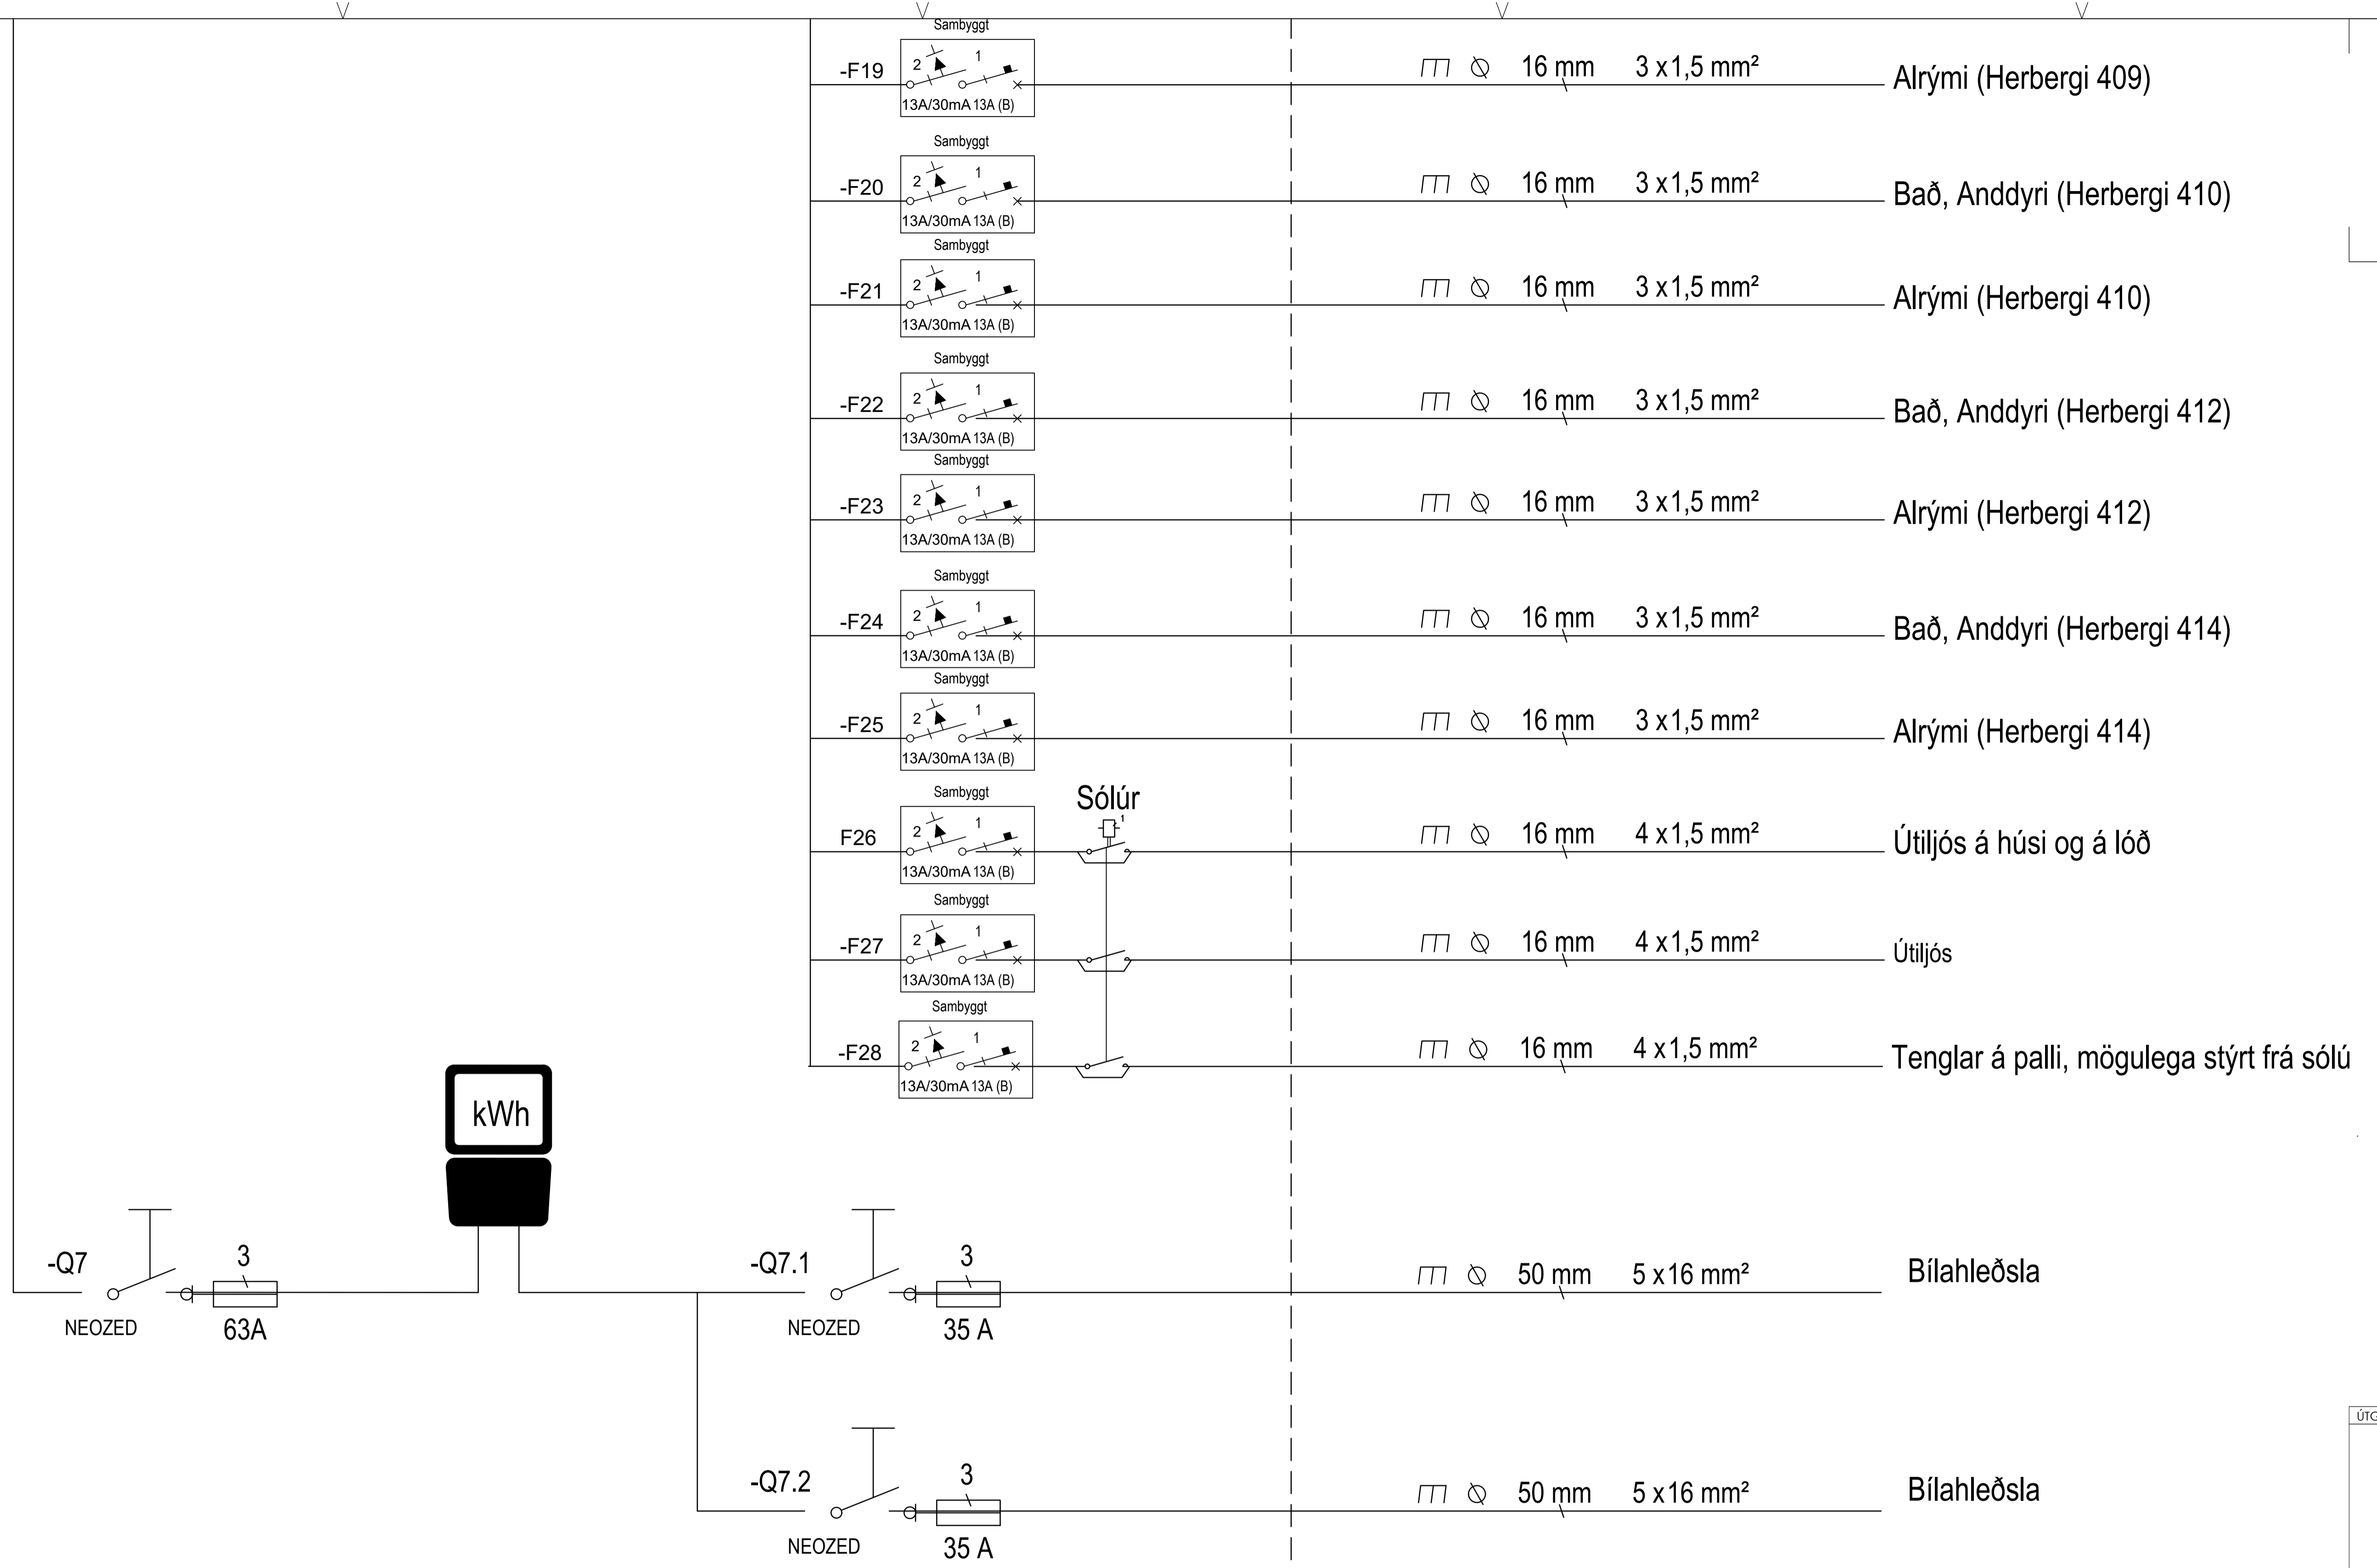 Sambyggt
-F19 2 1 16 mm 3 x1,5 mm² Alrými (Herbergi 409)
13A/30mA 13A (B)
Sambyggt
-F20 2 1 16 mm 3 x1,5 mm² Bað, Anddyri (Herbergi 410)
13A/30mA 13A (B)
Sambyggt
-F21 2 1 16 mm 3 x1,5 mm² Alrými (Herbergi 410)
13A/30mA 13A (B)
Sambyggt
-F22 2 1 16 mm 3 x1,5 mm² Bað, Anddyri (Herbergi 412)
13A/30mA 13A (B)
Sambyggt
-F23 2 1 16 mm 3 x1,5 mm² Alrými (Herbergi 412)
13A/30mA 13A (B)
Sambyggt
-F24 2 1 16 mm 3 x1,5 mm² Bað, Anddyri (Herbergi 414)
13A/30mA 13A (B)
Sambyggt
-F25 2 1 16 mm 3 x1,5 mm² Alrými (Herbergi 414)
13A/30mA 13A (B)
Sambyggt
Sólúr
1
F26 2 1 16 mm 4 x1,5 mm² Útiljós á húsi og á lóð
13A/30mA 13A (B)
Sambyggt
-F27 2 1 16 mm 4 x1,5 mm² Útiljós
13A/30mA 13A (B)
Sambyggt
-F28 2 1 16 mm 4 x1,5 mm² Tenglar á palli, mögulega stýrt frá sólú
13A/30mA 13A (B)
kWh
-Q7 3 -Q7.1 3 50 mm 5 x16 mm² Bílahleðsla
NEOZED 63A NEOZED 35 A
ÚTG
-Q7.2 3 50 mm 5 x16 mm² Bílahleðsla
NEOZED 35 A